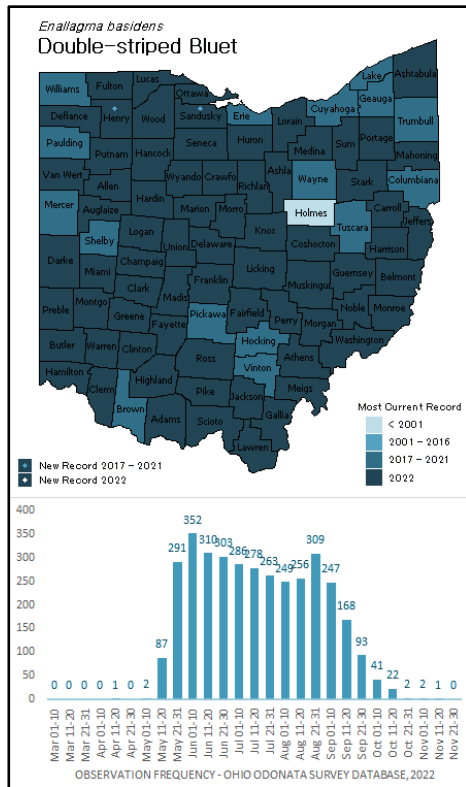 Enallagma basidens
Double-striped Bluet
Williams Fulton Lucas Ottawa Lake Ashtabula
Defiance Henry Wood Sandusky Erie Lorain Cuyahoga Geauga Trumbull
Paulding Putnam Hancock Seneca Huron Medina Sum Portage Mahoning
Van Wert Allen Wyando Crawfo Richlan Ashla Wayne Stark Columbiana
Mercer Auglaize Hardin Marion Morro Holmes Tuscara Carroll Jeffers
Shelby Logan Union Delaware Knox Coshocton Harrison
Darke Miami Champaig Clark Madis Franklin Licking Muskingu Guernsey Belmont
Preble Montgo Greene Fayette Pickawa Fairfield Perry Morgan Noble Monroe
Butler Warren Clinton Ross Hocking Athens Washington
Hamilton Clerm Highland Pike Vinton Jackson Meigs
Brown Adams Scioto Gallia
Lawren
Most Current Record
< 2001
2001 – 2016
2017 – 2021
2022
New Record 2017 – 2021
New Record 2022
400
350
300
250
200
150
100
50
0
0 0 0 0 1 0 2 87 291 352 310 303 286 278 263 249 256 309 247 168 93 41 22 2 2 1 0
Mar 01-10
Mar 11-20
Mar 21-31
Apr 01-10
Apr 11-20
Apr 21-30
May 01-10
May 11-20
May 21-31
Jun 01-10
Jun 11-20
Jun 21-30
Jul 01-10
Jul 11-20
Jul 21-31
Aug 01-10
Aug 11-20
Aug 21-31
Sep 01-10
Sep 11-20
Sep 21-30
Oct 01-10
Oct 11-20
Oct 21-31
Nov 01-10
Nov 11-20
Nov 21-30
OBSERVATION FREQUENCY - OHIO ODONATA SURVEY DATABASE, 2022